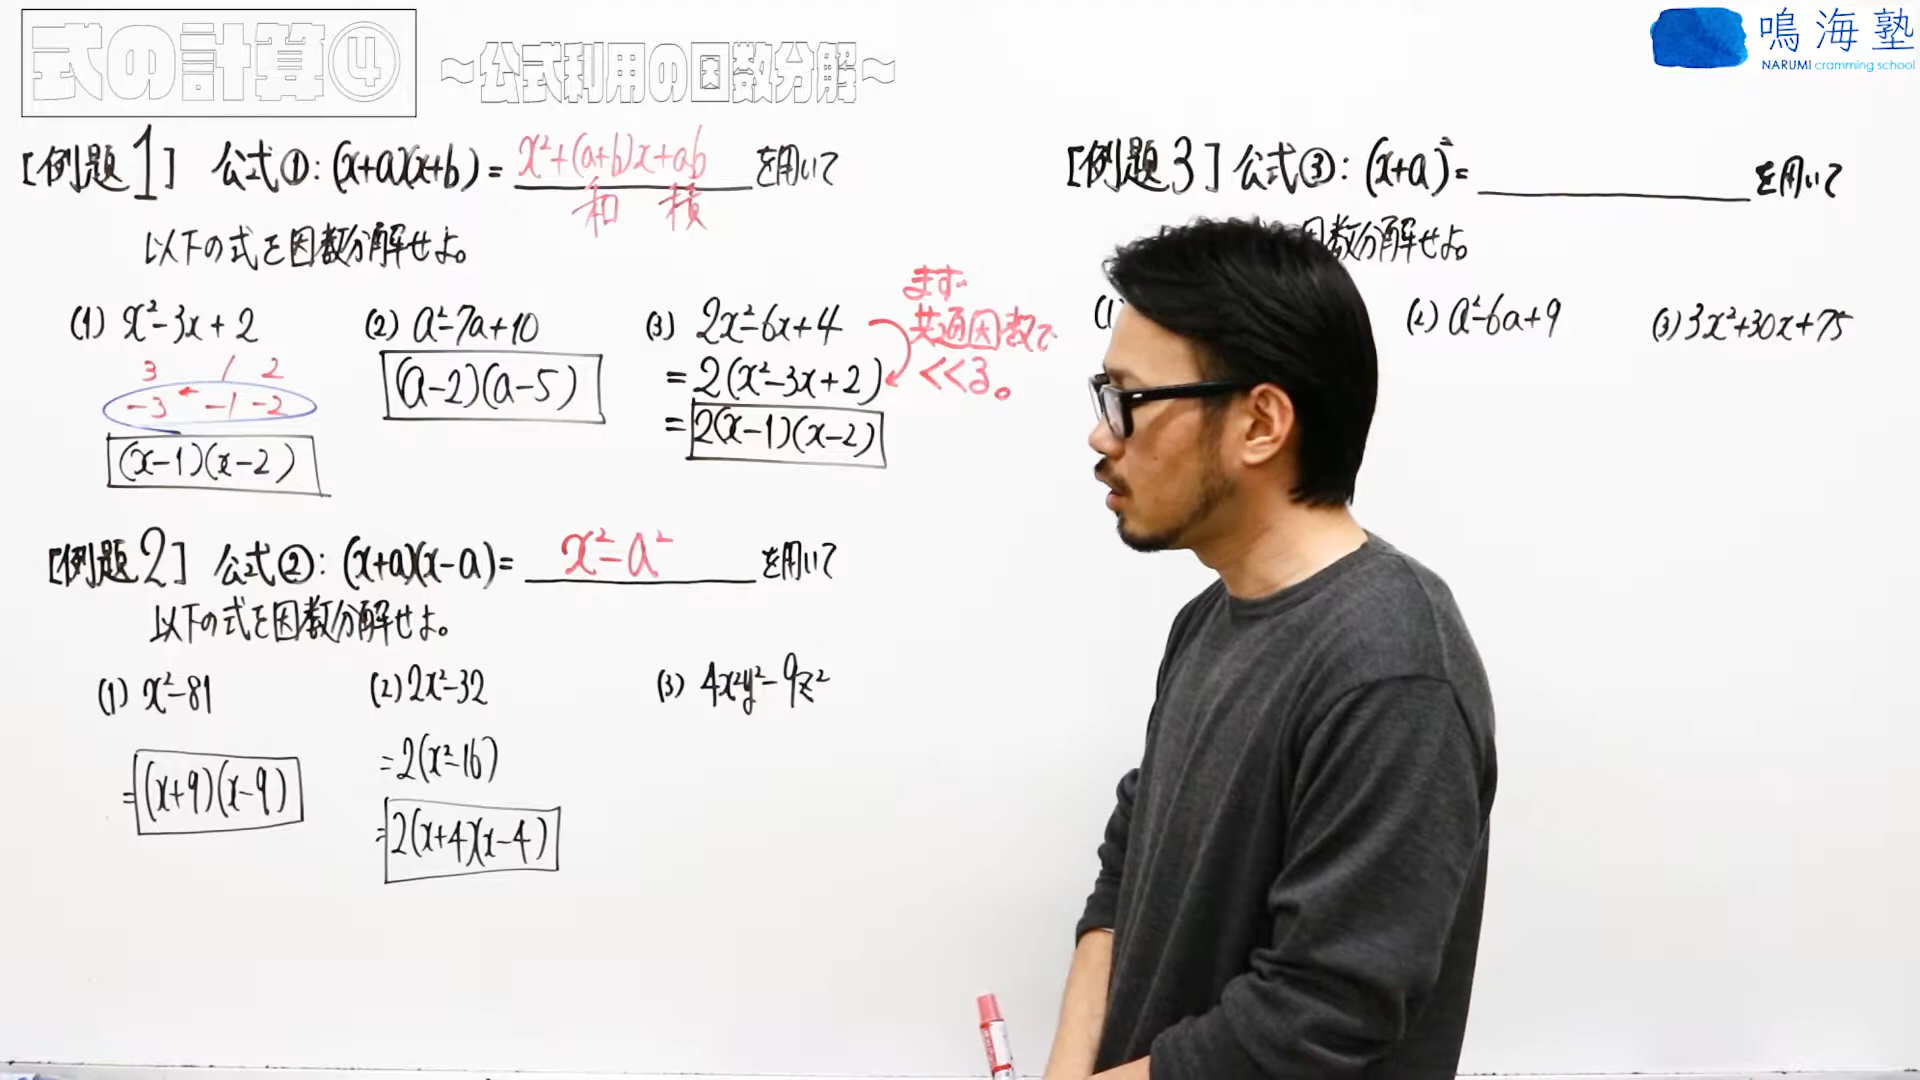 式の計算④ ~公式利用の因数分解~
鳴海塾
NARUMI cramming school
[例題1] 公式①: (x+a)(x+b) = x²+(a+b)x+ab を用いて
和 積
以下の式を因数分解せよ。
(1) x²-3x+2
3 1 2
-3 -1 -2
(x-1)(x-2)
(2) a²-7a+10
(a-2)(a-5)
(3) 2x²-6x+4
=2(x²-3x+2)
=2(x-1)(x-2)
まず
共通因数で
くくる。
[例題2] 公式②: (x+a)(x-a) = x²-a² を用いて
以下の式を因数分解せよ。
(1) x²-81
=(x+9)(x-9)
(2) 2x²-32
=2(x²-16)
=2(x+4)(x-4)
(3) 4x²y²-9z²
[例題3] 公式③: (x+a)²= を用いて
因数分解せよ。
(1
(2) a²-6a+9
(3) 3x²+30x+75